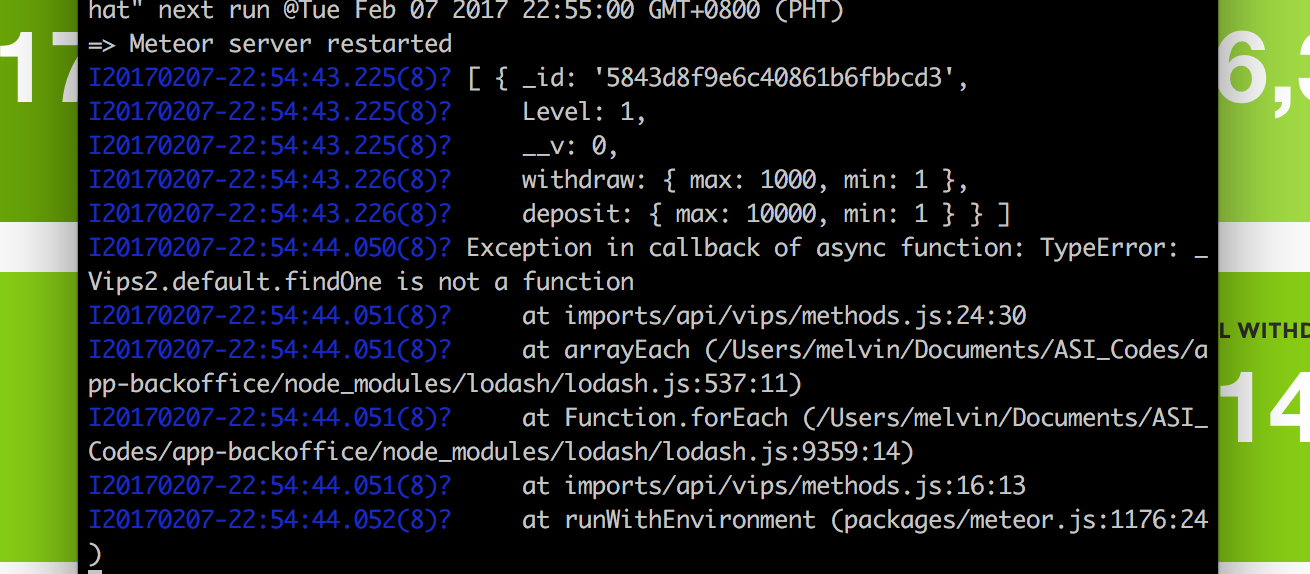 hat" next run @Tue Feb 07 2017 22:55:00 GMT+0800 (PHT)
=> Meteor server restarted
I20170207-22:54:43.225(8)? [ { _id: '5843d8f9e6c40861b6fbbcd3',
I20170207-22:54:43.225(8)?     Level: 1,
I20170207-22:54:43.225(8)?     __v: 0,
I20170207-22:54:43.226(8)?     withdraw: { max: 1000, min: 1 },
I20170207-22:54:43.226(8)?     deposit: { max: 10000, min: 1 } } ]
I20170207-22:54:44.050(8)? Exception in callback of async function: TypeError: _
Vips2.default.findOne is not a function
I20170207-22:54:44.051(8)?     at imports/api/vips/methods.js:24:30
I20170207-22:54:44.051(8)?     at arrayEach (/Users/melvin/Documents/ASI_Codes/a
pp-backoffice/node_modules/lodash/lodash.js:537:11)
I20170207-22:54:44.051(8)?     at Function.forEach (/Users/melvin/Documents/ASI_
Codes/app-backoffice/node_modules/lodash/lodash.js:9359:14)
I20170207-22:54:44.051(8)?     at imports/api/vips/methods.js:16:13
I20170207-22:54:44.052(8)?     at runWithEnvironment (packages/meteor.js:1176:24
)
17
6,3
L WITHD
14